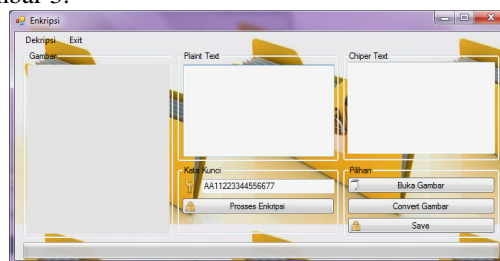 Enkripsi
Dekripsi Exit
Gambar
Plaint Text
Chiper Text
Kata Kunci
AA11223344556677
Prosses Enkripsi
Pilihan
Buka Gambar
Convert Gambar
Save